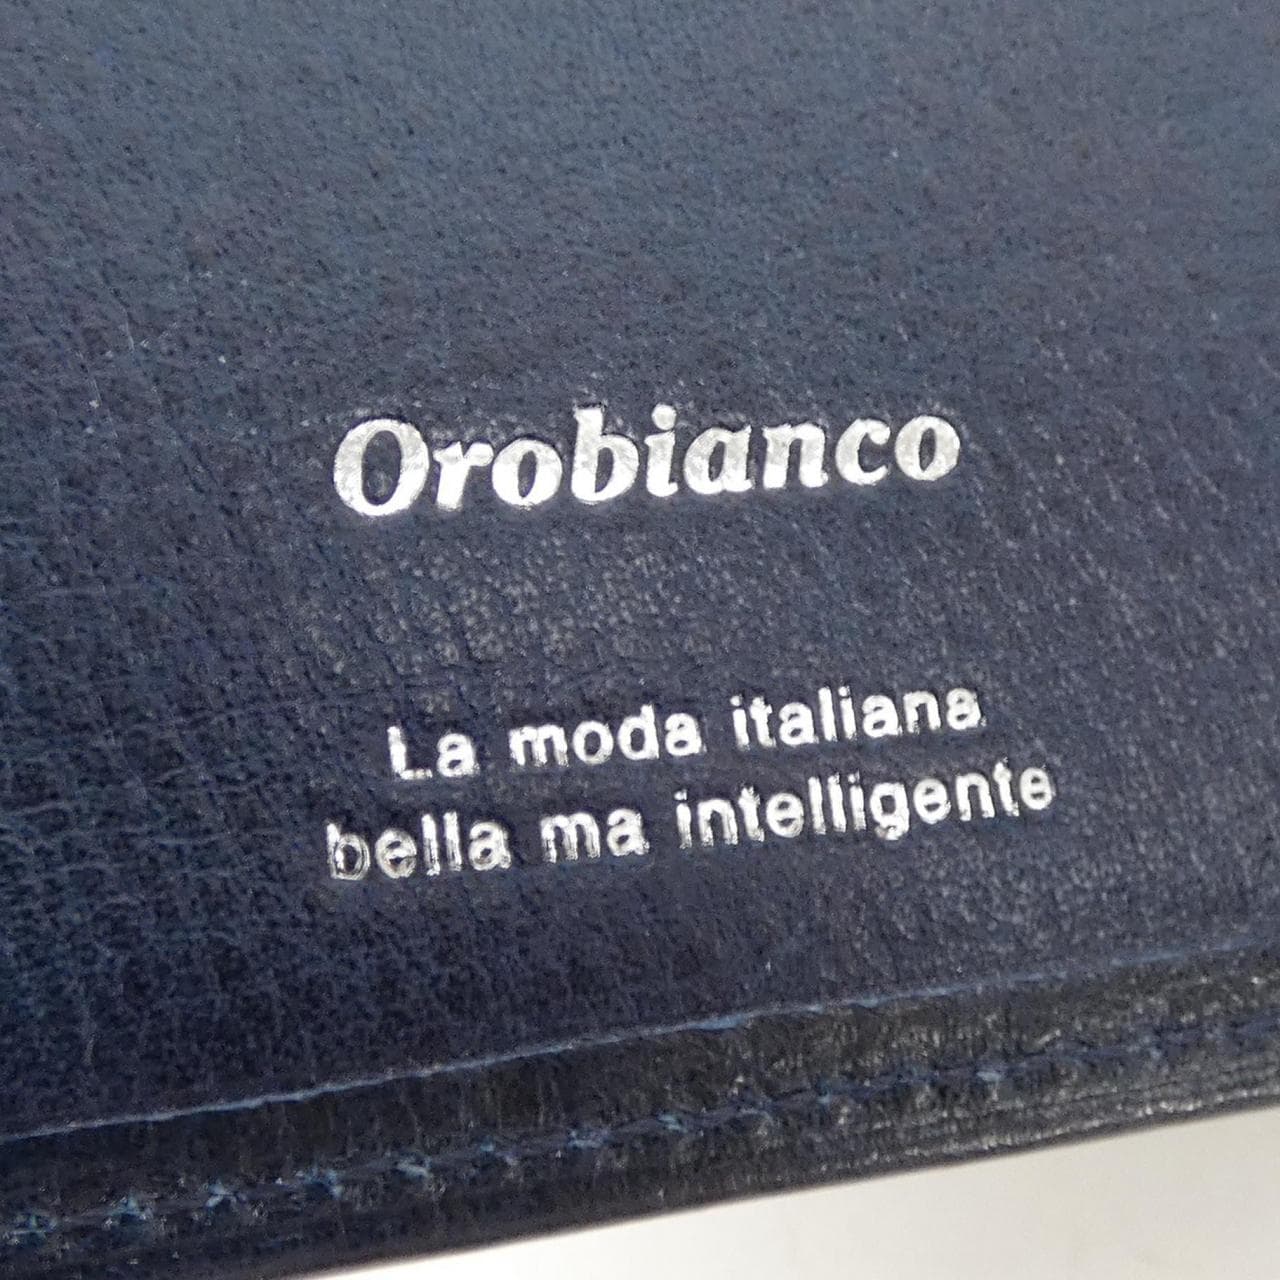 Orobianco
La moda italiana
bella ma intelligente